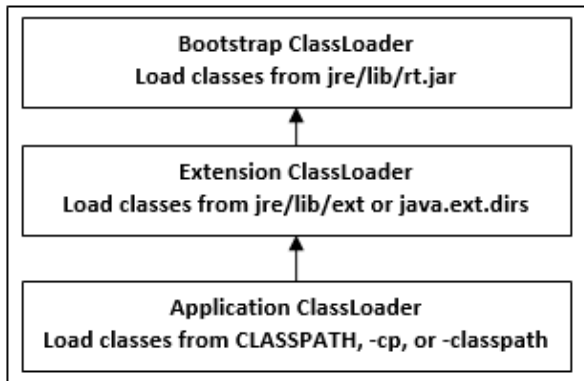 Bootstrap ClassLoader
Load classes from jre/lib/rt.jar
Extension ClassLoader
Load classes from jre/lib/ext or java.ext.dirs
Application ClassLoader
Load classes from CLASSPATH, -cp, or -classpath